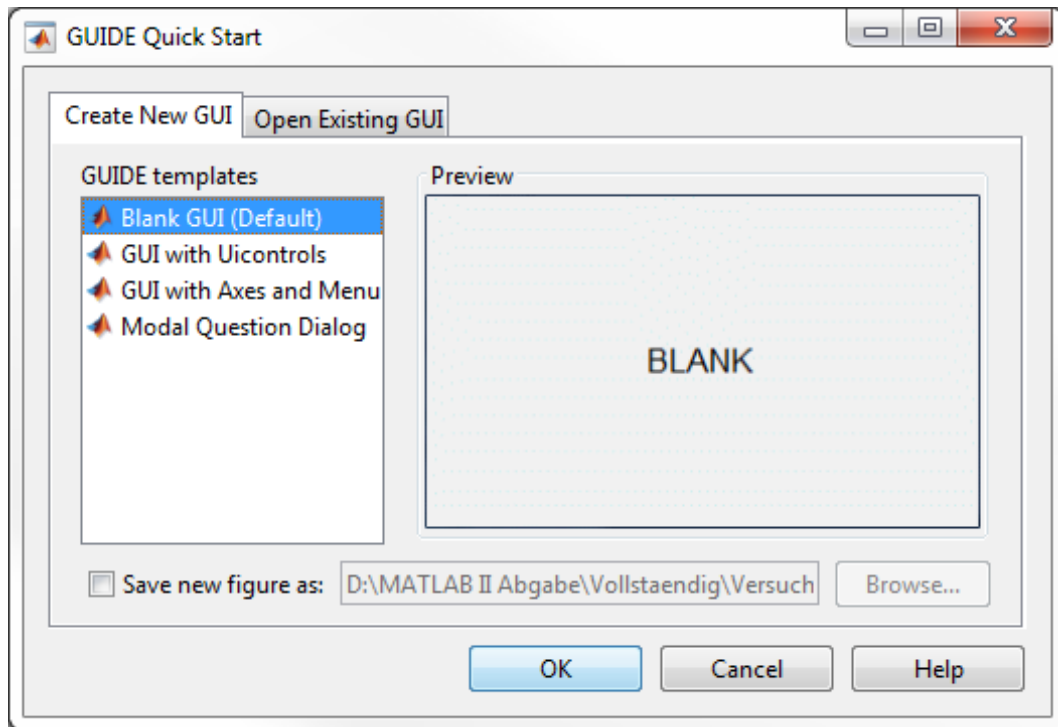 GUIDE Quick Start
Create New GUI
Open Existing GUI
GUIDE templates
Preview
Blank GUI (Default)
GUI with Uicontrols
GUI with Axes and Menu
Modal Question Dialog
BLANK
Save new figure as:
D:\MATLAB II Abgabe\Vollstaendig\Versuch
Browse...
OK
Cancel
Help